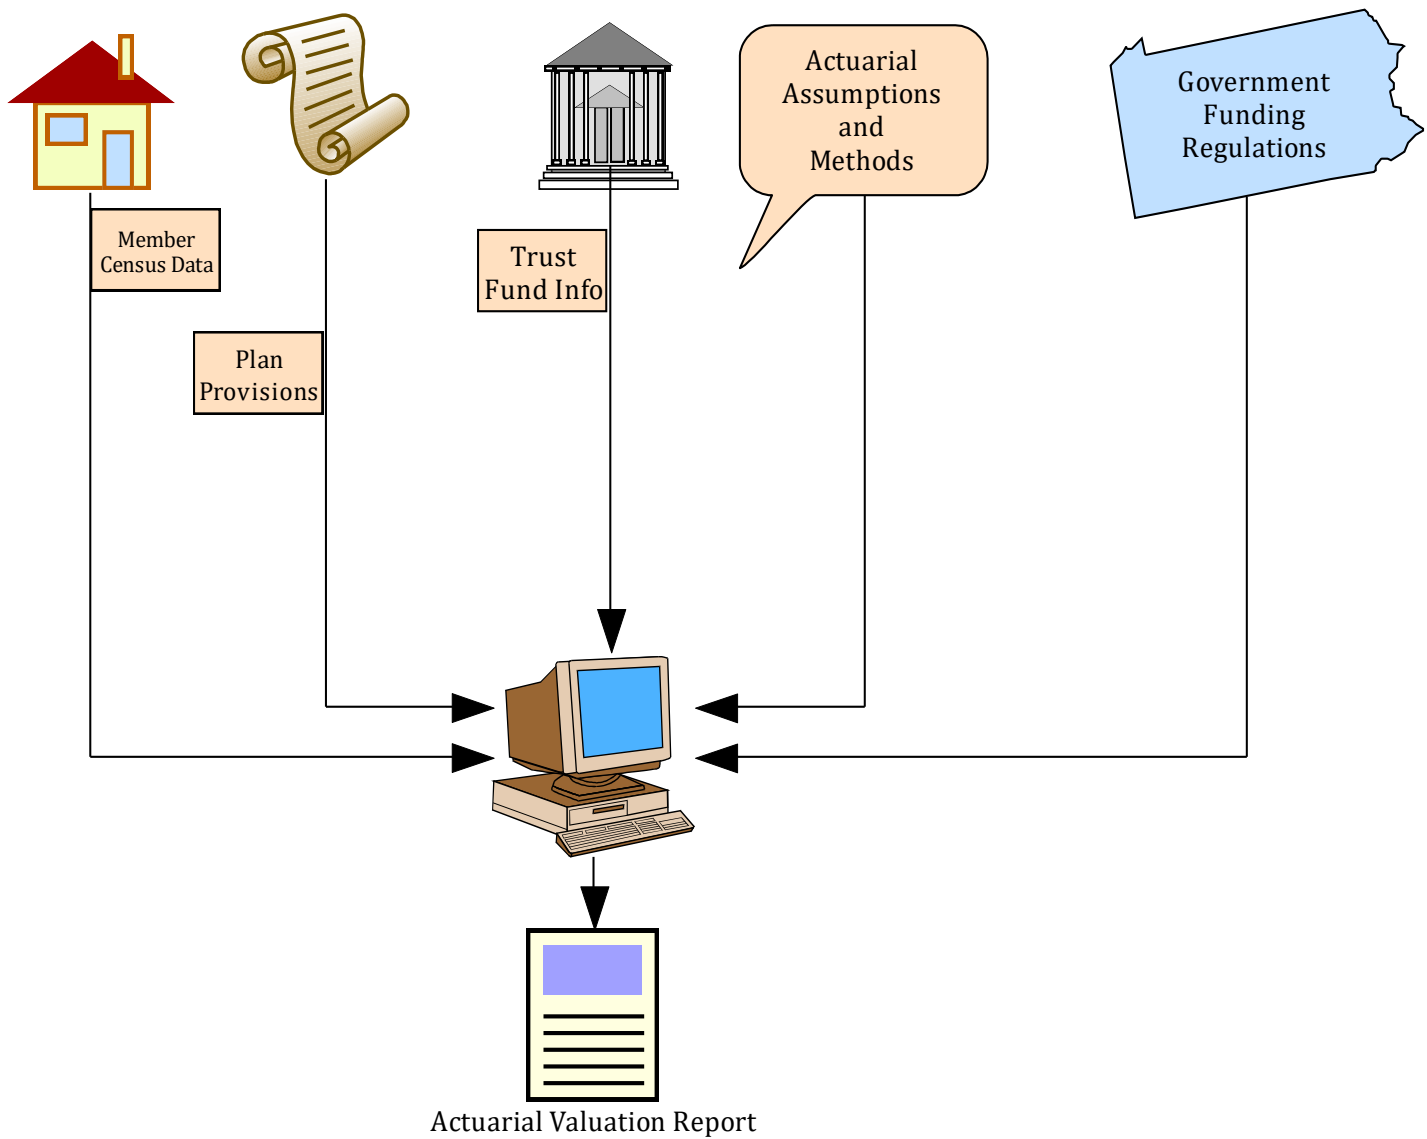 Actuarial
Assumptions
and
Methods
Government
Funding
Regulations
Member
Census Data
Trust
Fund Info
Plan
Provisions
Actuarial Valuation Report